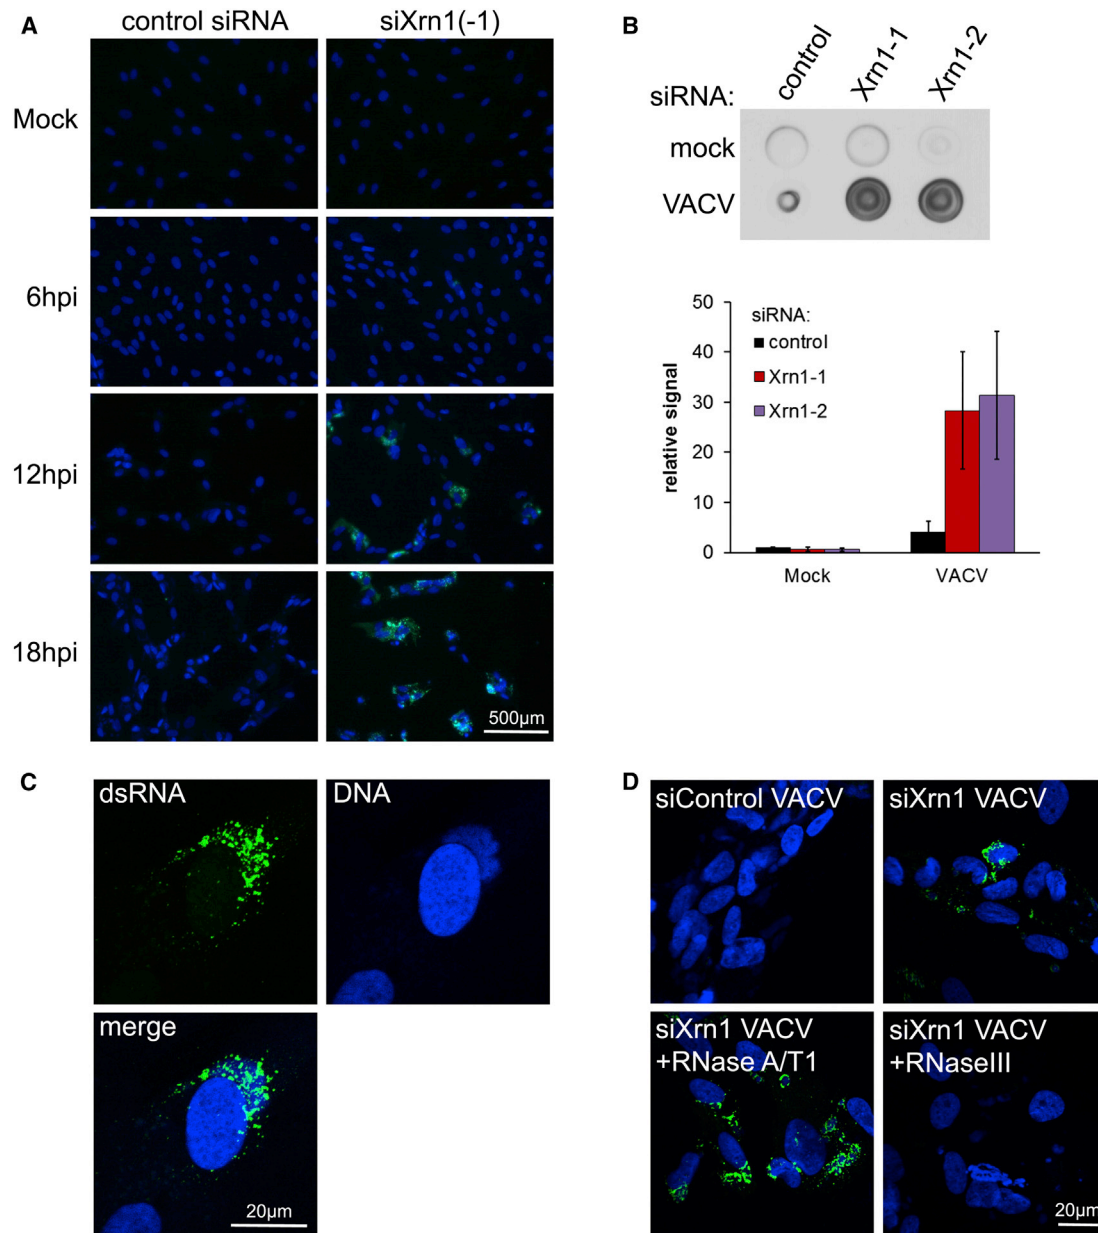 A
control siRNA
siXrn1(-1)
Mock
6hpi
12hpi
18hpi
500µm
B
siRNA:
control
Xrn1-1
Xrn1-2
mock
VACV
50
40
30
20
10
0
relative signal
siRNA:
control
Xrn1-1
Xrn1-2
Mock
VACV
C
dsRNA
DNA
merge
20µm
D
siControl VACV
siXrn1 VACV
siXrn1 VACV
+RNase A/T1
siXrn1 VACV
+RNaseIII
20µm